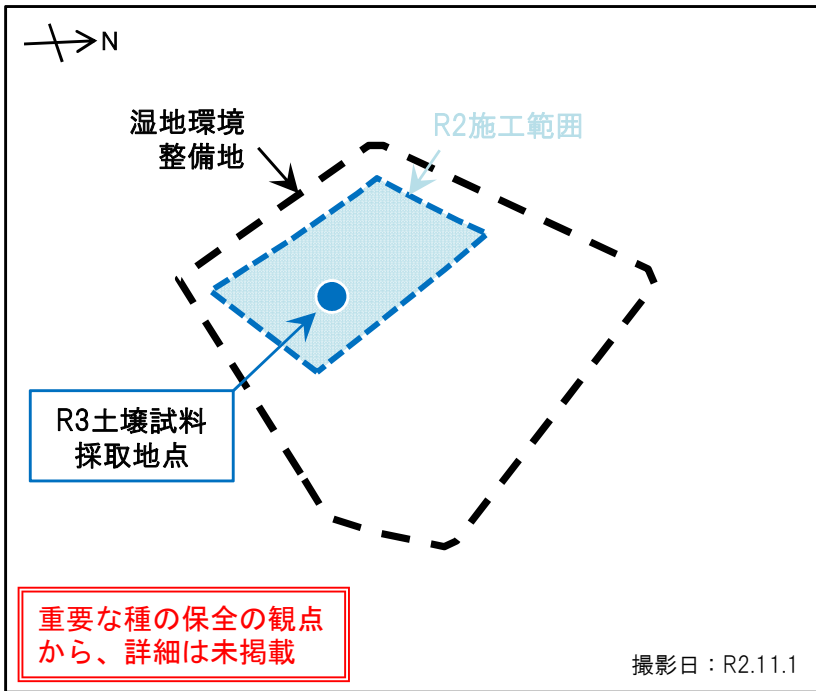 N
湿地環境
整備地
R2施工範囲
R3土壌試料
採取地点
重要な種の保全の観点
から、詳細は未掲載
撮影日：R2.11.1